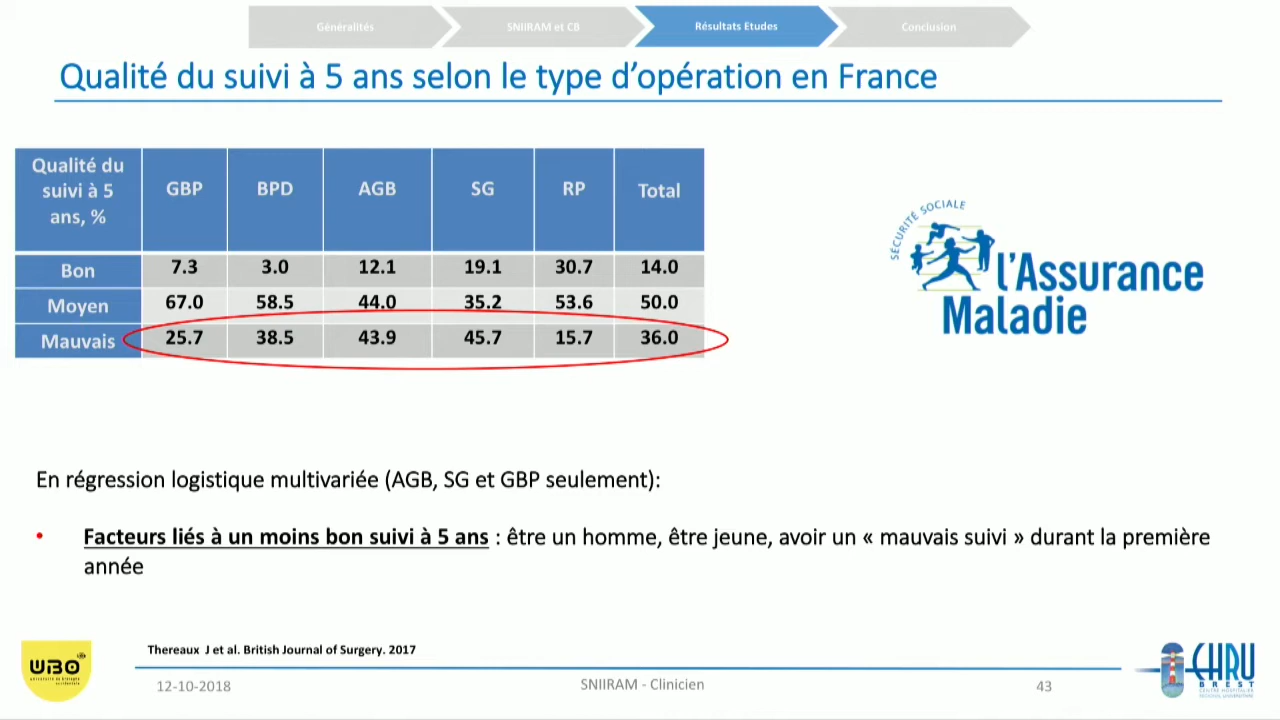 Généralités
SNIIRAM et CB
Résultats Etudes
Conclusion
Qualité du suivi à 5 ans selon le type d’opération en France
Qualité du suivi à 5 ans, % GBP BPD AGB SG RP Total
Bon 7.3 3.0 12.1 19.1 30.7 14.0
Moyen 67.0 58.5 44.0 35.2 53.6 50.0
Mauvais 25.7 38.5 43.9 45.7 15.7 36.0
SÉCURITÉ SOCIALE
l’Assurance
Maladie
En régression logistique multivariée (AGB, SG et GBP seulement):
• Facteurs liés à un moins bon suivi à 5 ans : être un homme, être jeune, avoir un « mauvais suivi » durant la première
année
Thereaux J et al. British Journal of Surgery. 2017
UBO
12-10-2018
SNIIRAM - Clinicien
43
CHRU
BREST
CENTRE HOSPITALIER
RÉGIONAL UNIVERSITAIRE